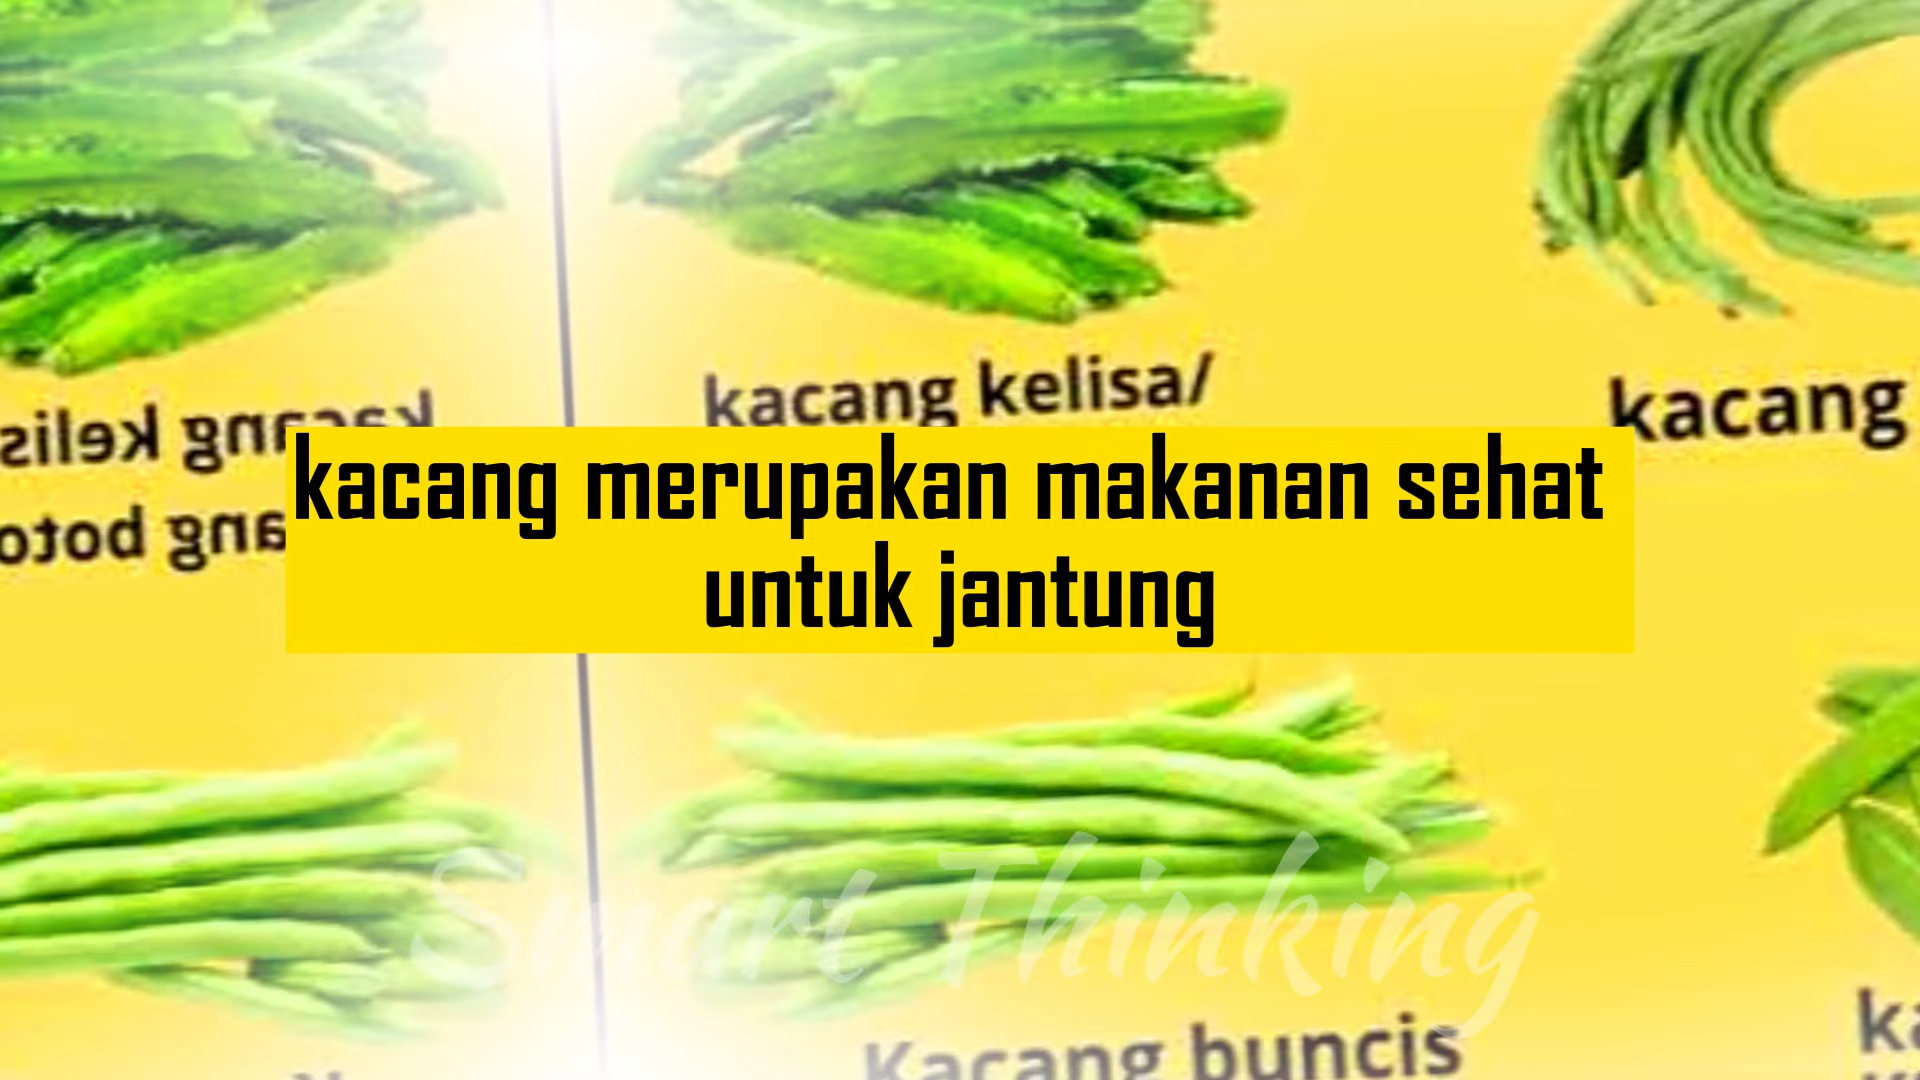 kacang kelisa/
kacang
kacang merupakan makanan sehat
untuk jantung
Smart Thinking
Kacang buncis